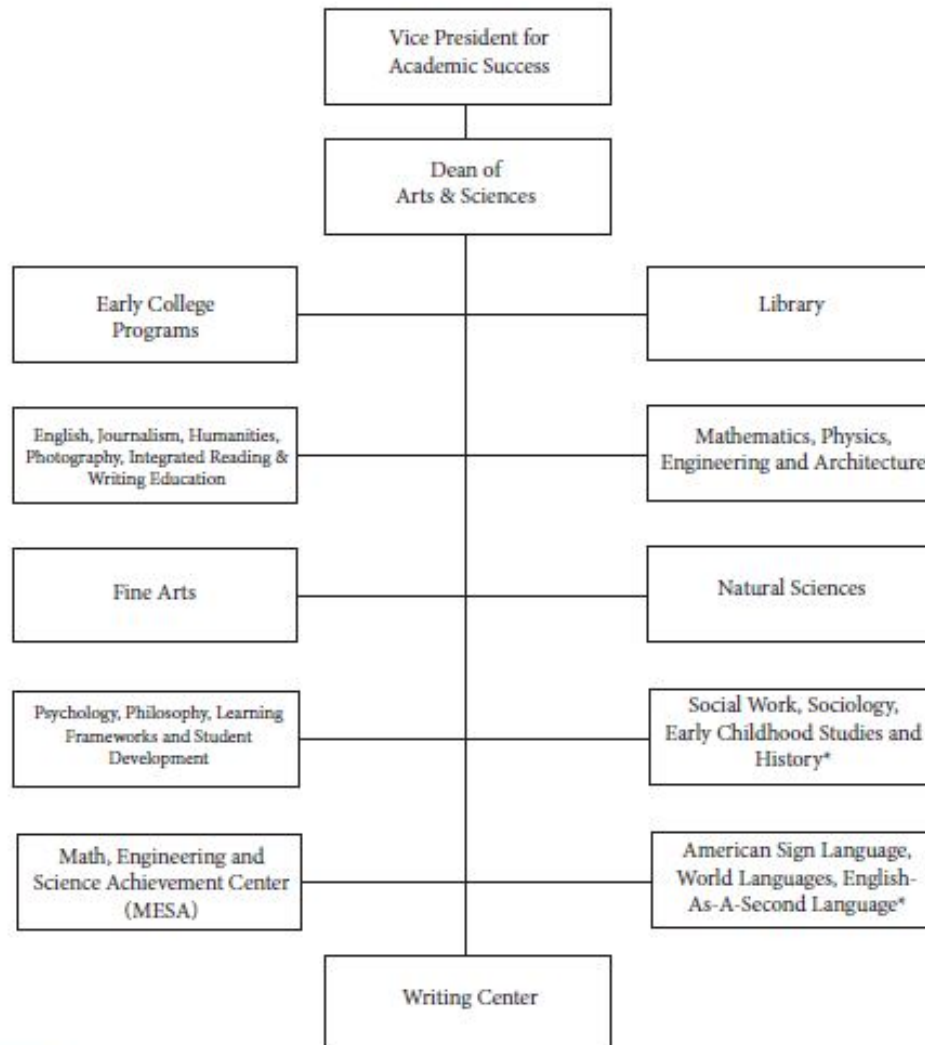 Vice President for
Academic Success
Dean of
Arts & Sciences
Early College
Programs
Library
English, Journalism, Humanities,
Photography, Integrated Reading &
Writing Education
Mathematics, Physics,
Engineering and Architecture
Fine Arts
Natural Sciences
Psychology, Philosophy, Learning
Frameworks and Student
Development
Social Work, Sociology,
Early Childhood Studies and
History*
Math, Engineering and
Science Achievement Center
(MESA)
American Sign Language,
World Languages, English-
As-A-Second Language*
Writing Center